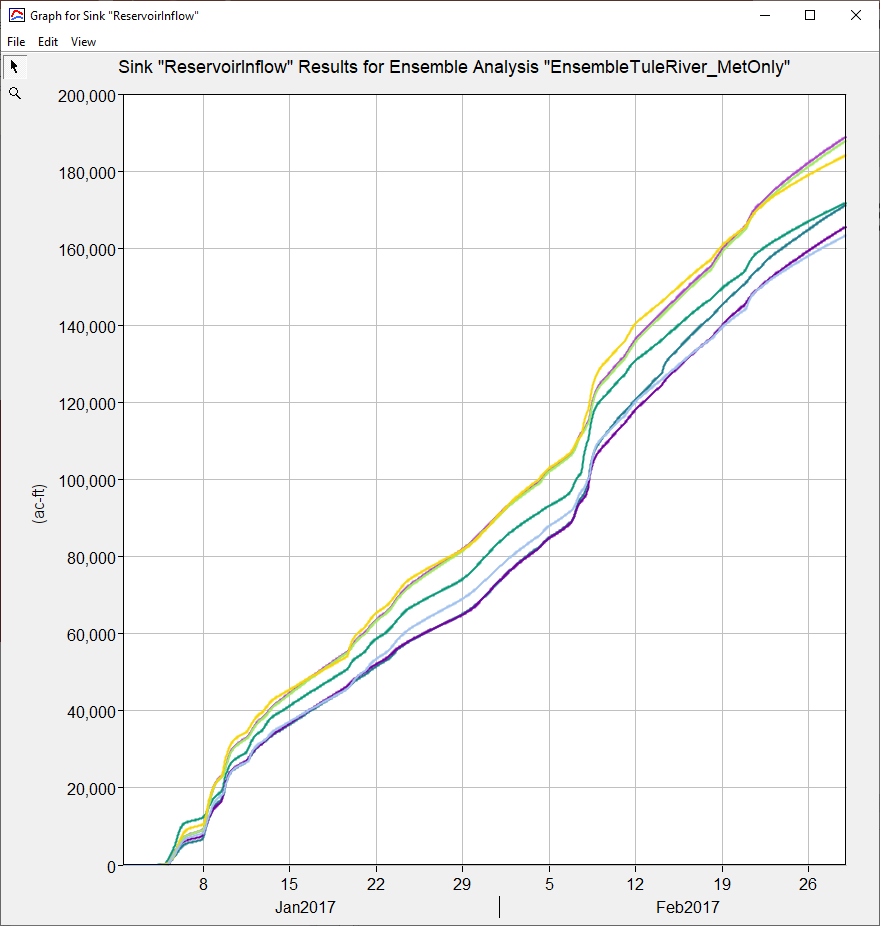 Graph for Sink "ReservoirInflow"
File Edit View
Sink "ReservoirInflow" Results for Ensemble Analysis "EnsembleTuleRiver_MetOnly"
200,000
180,000
160,000
140,000
120,000
100,000
(ac-ft)
80,000
60,000
40,000
20,000
0
8 15 22 29 5 12 19 26
Jan2017 Feb2017